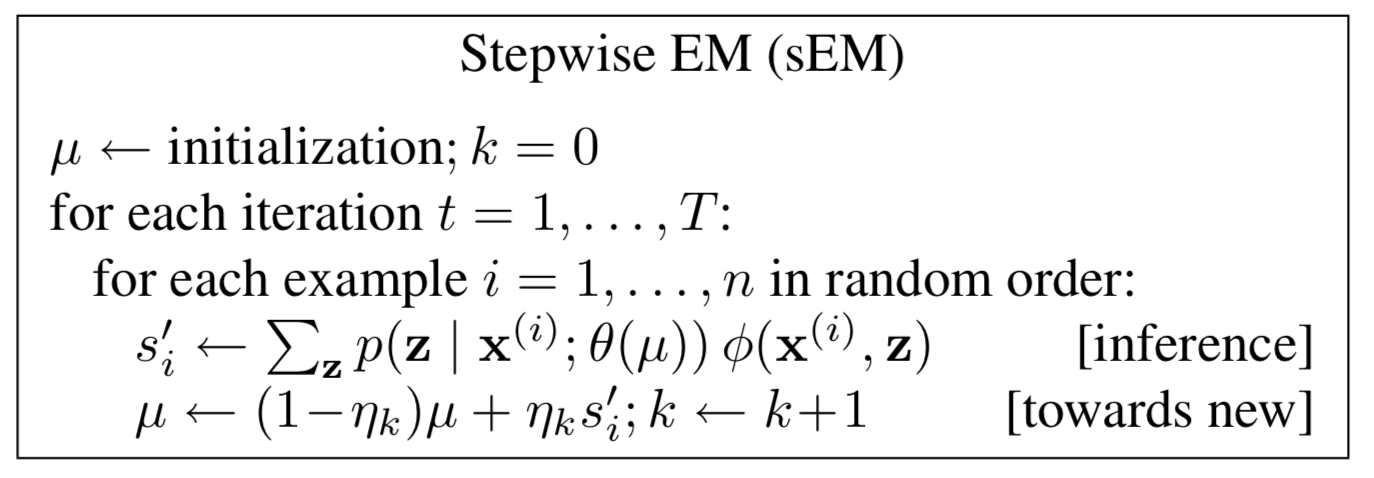 Stepwise EM (sEM)
μ ← initialization; k = 0
for each iteration t = 1, . . . , T:
for each example i = 1, . . . , n in random order:
s′ᵢ ← ∑_𝐳 p(𝐳 | 𝐱⁽ⁱ⁾; θ(μ)) ϕ(𝐱⁽ⁱ⁾, 𝐳) [inference]
μ ← (1−ηₖ)μ + ηₖs′ᵢ; k ← k+1 [towards new]